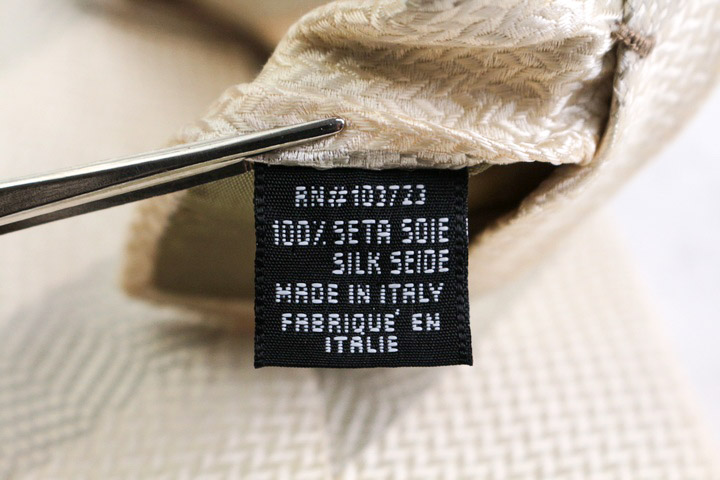 RN#103723
100% SETA SOIE
SILK SEIDE
MADE IN ITALY
FABRIQUÉ EN
ITALIE